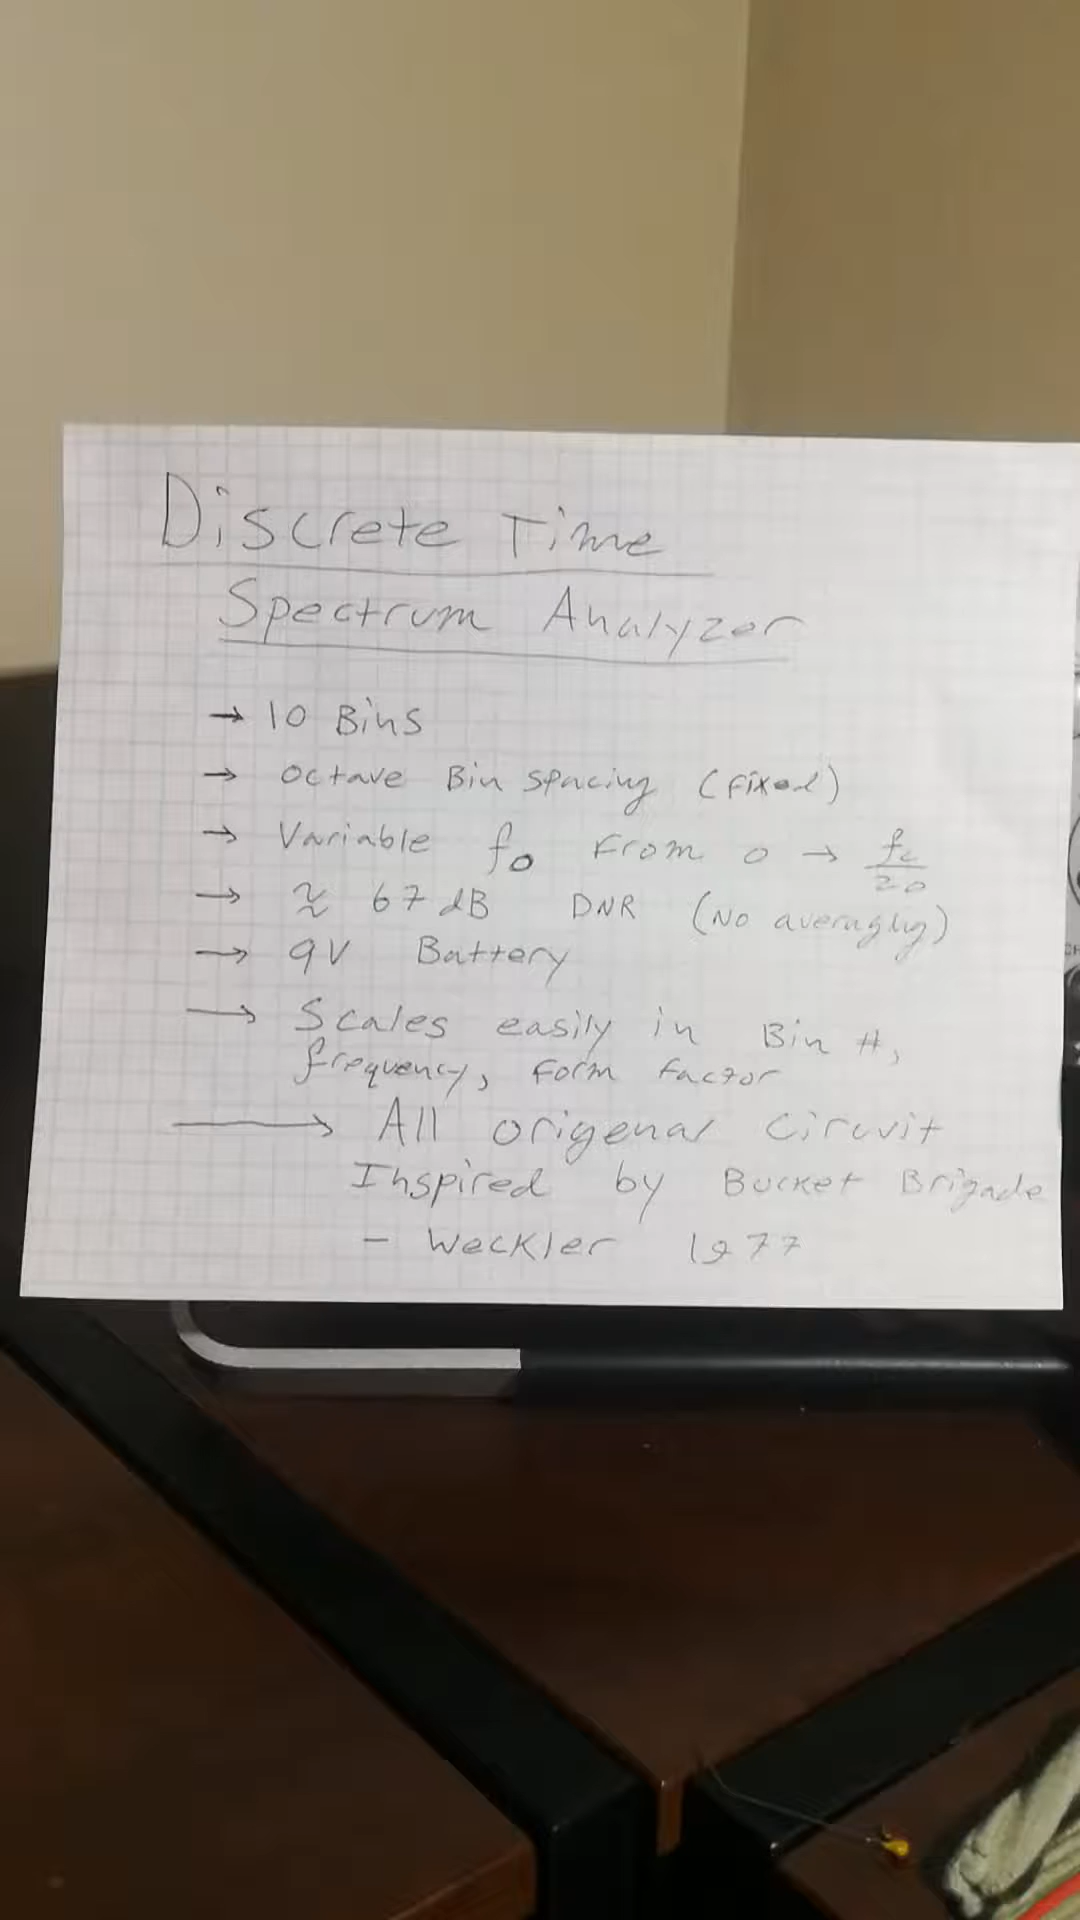 Discrete Time
Spectrum Analyzer
→ 10 Bins
→ octave Bin spacing (fixed)
→ Variable f₀ from 0 → fc/20
→ ≈ 67 dB DNR (No averaging)
→ 9V Battery
→ Scales easily in Bin #,
frequency, form factor
→ All origenal circuit
Inspired by Bucket Brigade
- Weckler 1977